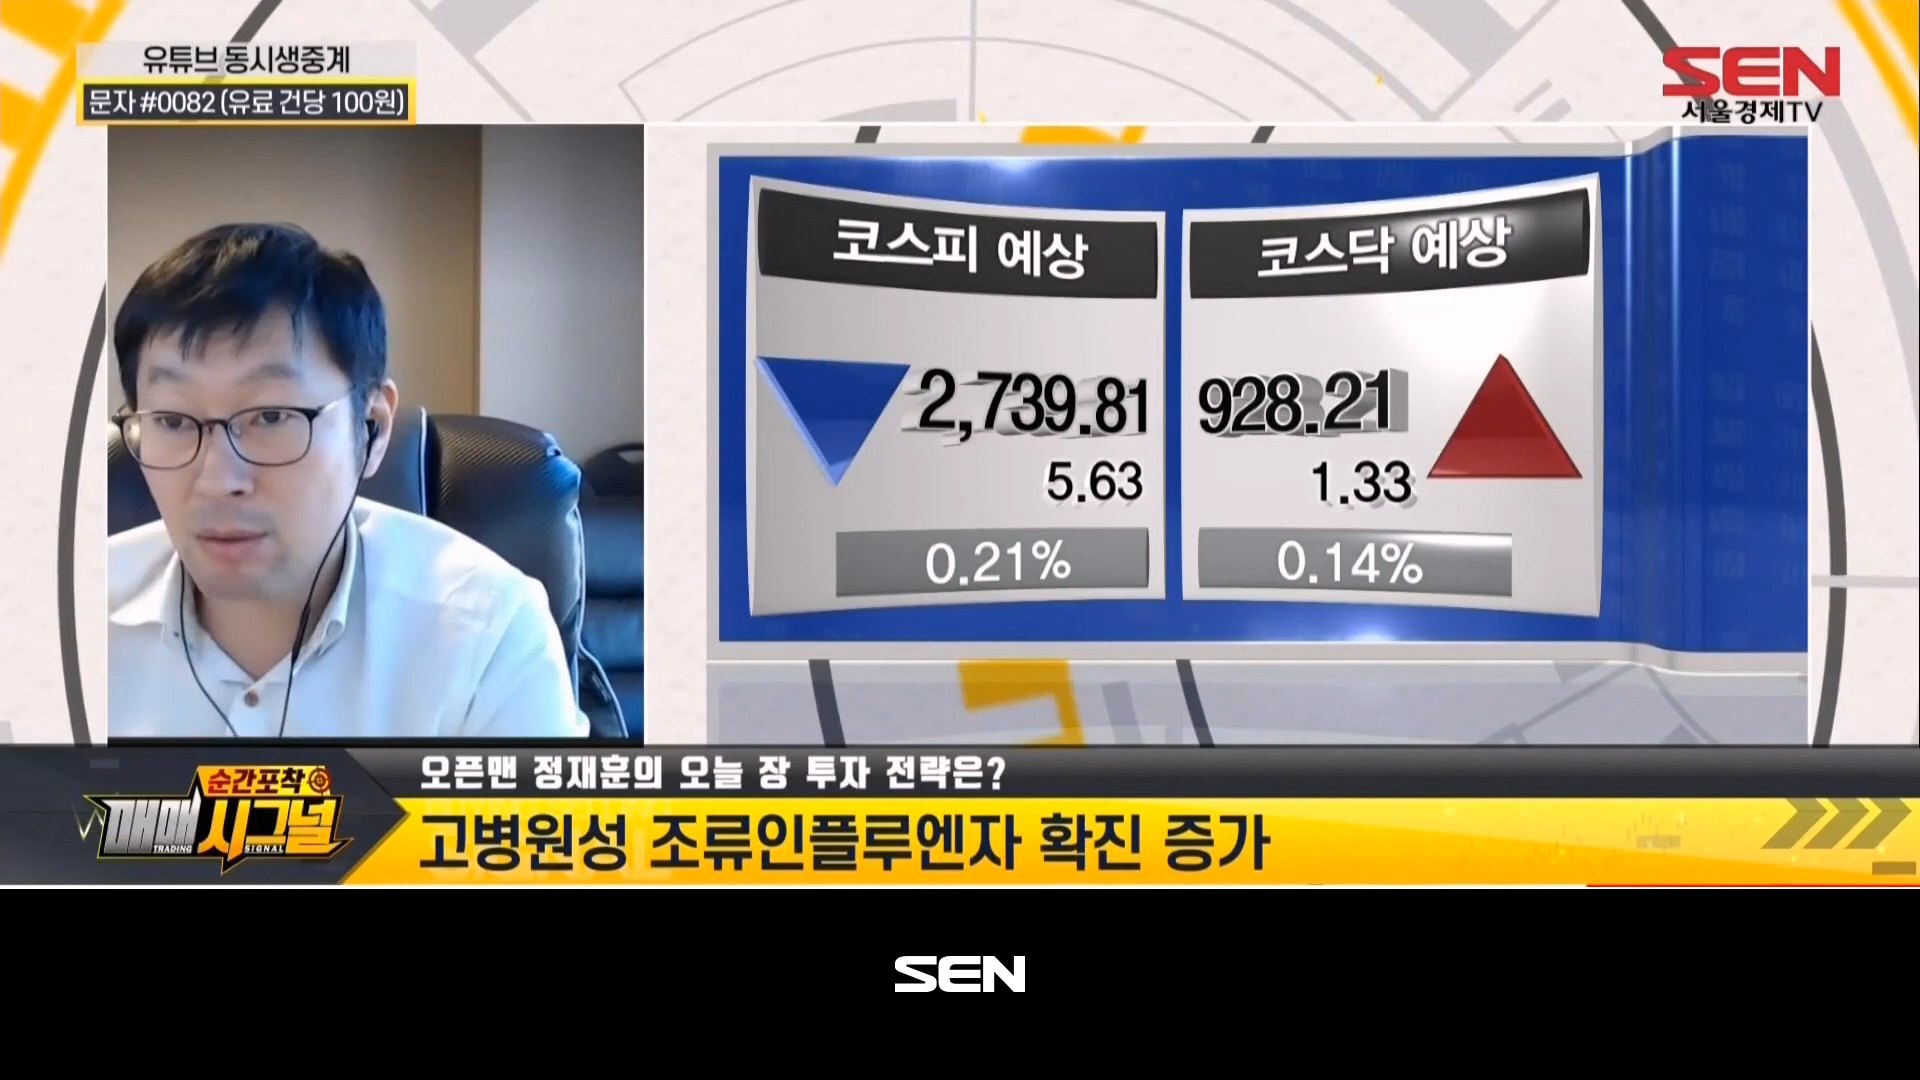 유튜브 동시생중계
문자 #0082 (유료 건당 100원)
SEN
서울경제TV
코스피 예상
2,739.81
5.63
0.21%
코스닥 예상
928.21
1.33
0.14%
순간포착
매매 시그널
TRADING SIGNAL
오픈맨 정재훈의 오늘 장 투자 전략은?
고병원성 조류인플루엔자 확진 증가
SEN